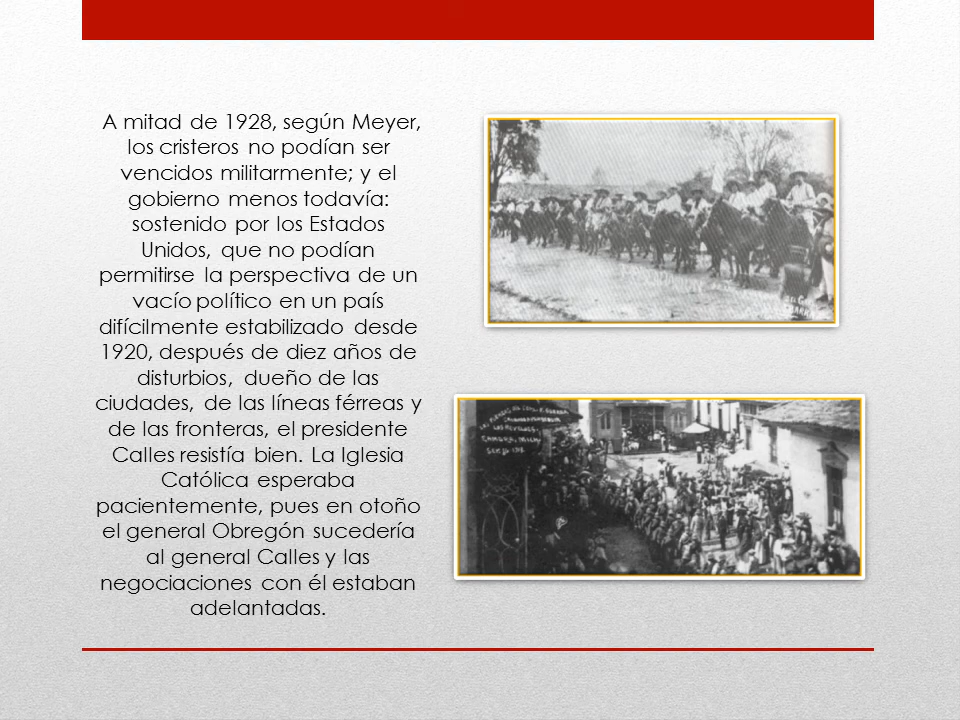 A mitad de 1928, según Meyer,
los cristeros no podían ser
vencidos militarmente; y el
gobierno menos todavía:
sostenido por los Estados
Unidos, que no podían
permitirse la perspectiva de un
vacío político en un país
difícilmente estabilizado desde
1920, después de diez años de
disturbios, dueño de las
ciudades, de las líneas férreas y
de las fronteras, el presidente
Calles resistía bien. La Iglesia
Católica esperaba
pacientemente, pues en otoño
el general Obregón sucedería
al general Calles y las
negociaciones con él estaban
adelantadas.